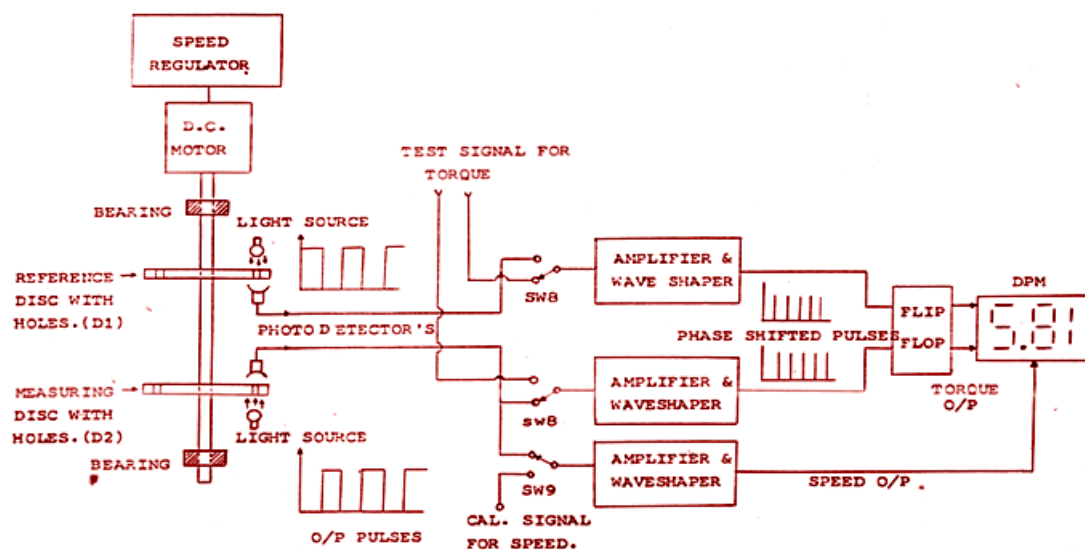 SPEED
REGULATOR
D.C.
MOTOR
TEST SIGNAL FOR
TORQUE
BEARING
LIGHT SOURCE
REFERENCE
DISC WITH
HOLES.(D1)
AMPLIFIER &
WAVE SHAPER
SW8
PHOTO DETECTOR'S
DPM
FLIP
FLOP
5.81
PHASE SHIFTED PULSES
TORQUE
O/P
MEASURING
DISC WITH
HOLES.(D2)
LIGHT SOURCE
AMPLIFIER &
WAVESHAPER
SW8
BEARING
AMPLIFIER &
WAVESHAPER
SW9
SPEED O/P.
O/P PULSES
CAL. SIGNAL
FOR SPEED.